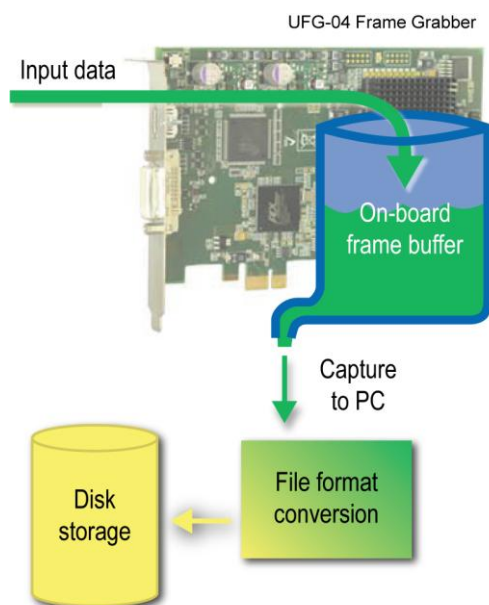 UFG-04 Frame Grabber
Input data
On-board
frame buffer
Capture
to PC
File format
conversion
Disk
storage